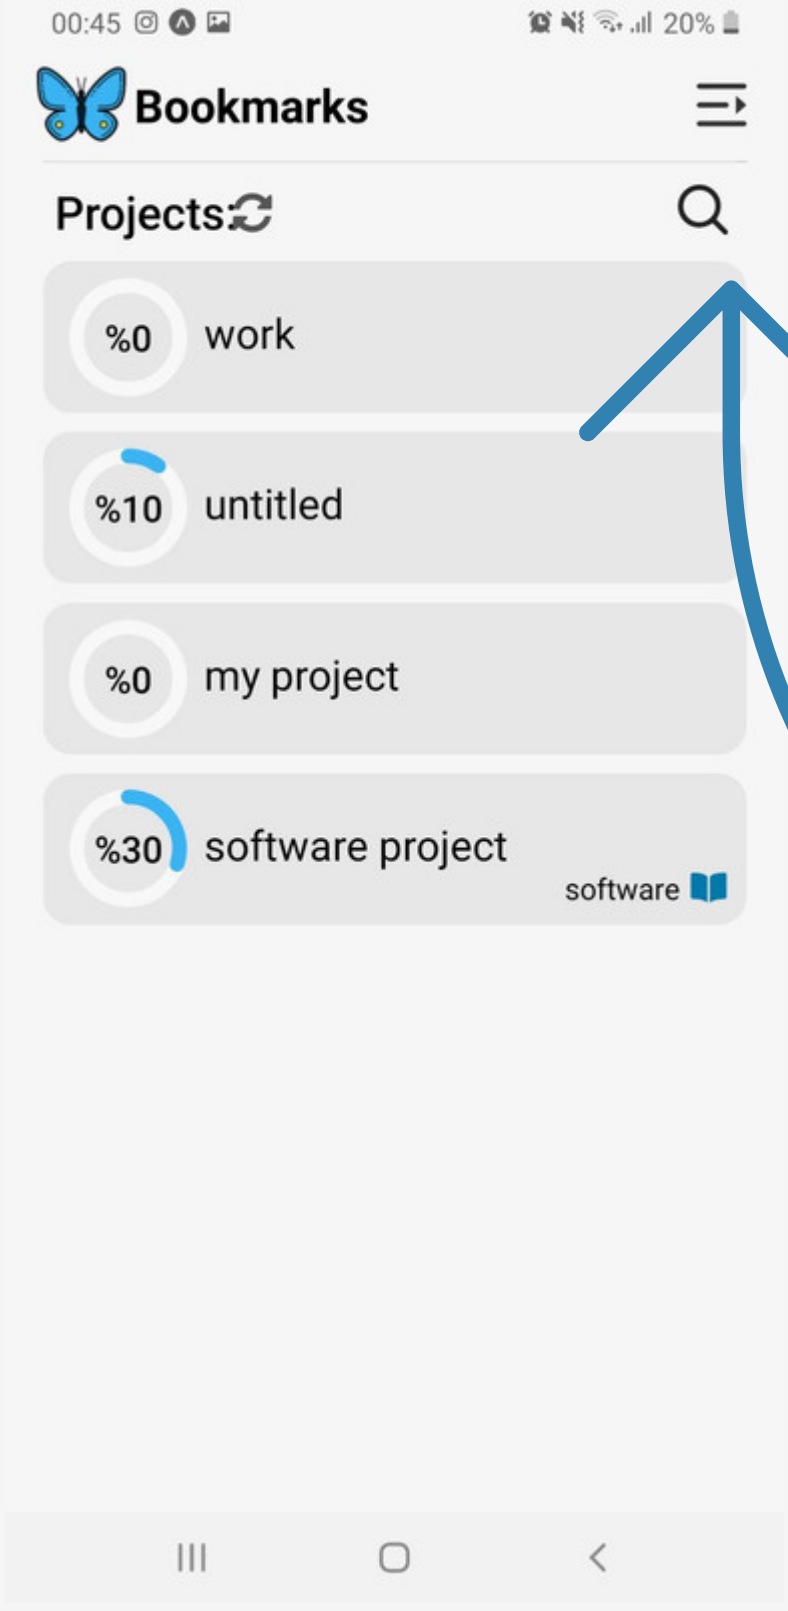 00:45 20%
Bookmarks
Projects:
%0 work
%10 untitled
%0 my project
%30 software project
software